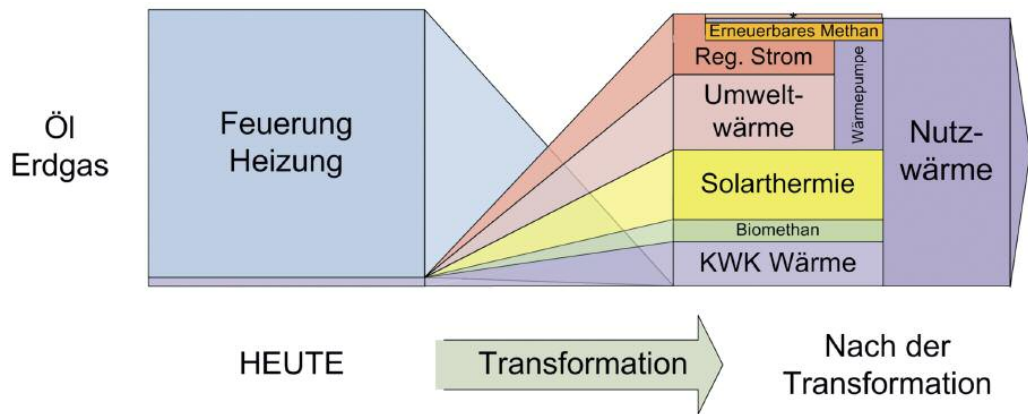 Öl
Erdgas
Feuerung
Heizung
Erneuerbares Methan
Reg. Strom
Umwelt-
wärme
Wärmepumpe
Solarthermie
Biomethan
KWK Wärme
Nutz-
wärme
HEUTE
Transformation
Nach der
Transformation